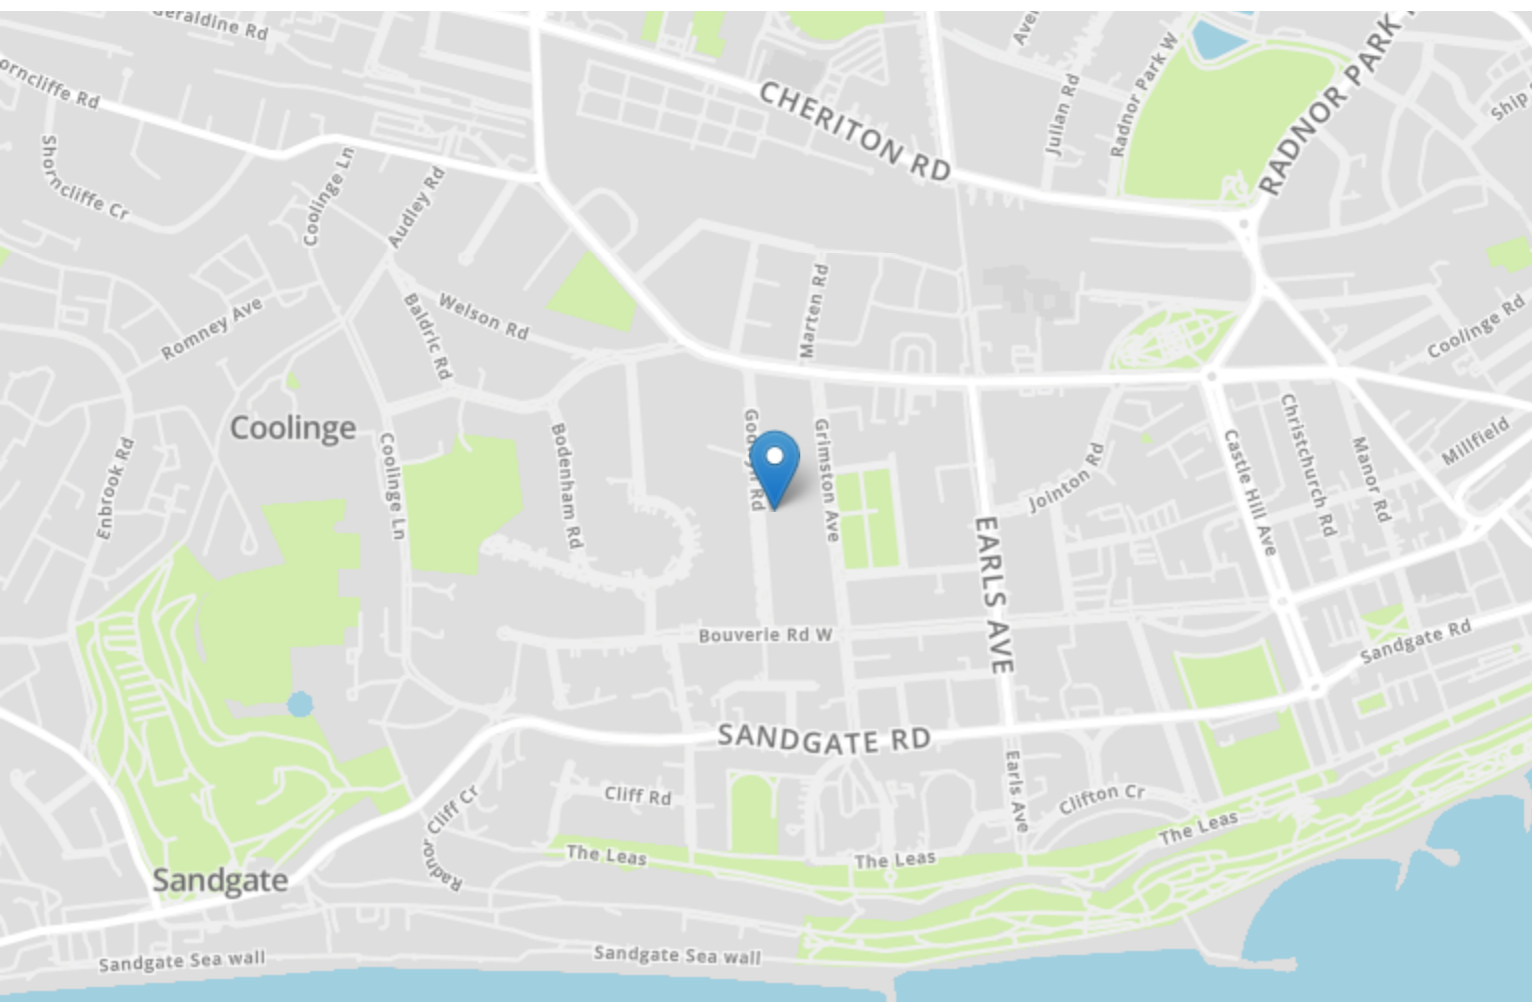 Geraldine Rd
orncliffe Rd
Shorncliffe Cr
Coolinge Ln
Audley Rd
CHERITON RD
Ave
Julian Rd
Radnor Park W
RADNOR PARK
Ship
Romney Ave
Baldric Rd
Welson Rd
Marten Rd
Coolinge Rd
Coolinge
Enbrook Rd
Coolinge Ln
Bodenham Rd
Rd
Grimston Ave
EARLS AVE
Jointon Rd
Castle Hill Ave
Christchurch Rd
Manor Rd
Millfield
Bouverie Rd W
Sandgate Rd
SANDGATE RD
Cliff Rd
Radnor Cliff Cr
Earls Ave
Clifton Cr
The Leas
The Leas
The Leas
Sandgate
Sandgate Sea wall
Sandgate Sea wall